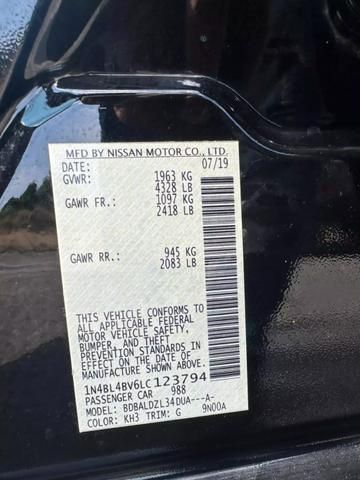 MFD BY NISSAN MOTOR CO., LTD.
DATE: 07/19
GVWR: 1963 KG
4328 LB
GAWR FR.: 1097 KG
2418 LB
GAWR RR.: 945 KG
2083 LB
THIS VEHICLE CONFORMS TO
ALL APPLICABLE FEDERAL
MOTOR VEHICLE SAFETY,
BUMPER, AND THEFT
PREVENTION STANDARDS
IN EFFECT ON THE DATE OF
MANUFACTURE SHOWN ABOVE.
1N4BL4BV6LC123794
PASSENGER CAR 988
MODEL: BDBALDZL34DUA---A-
COLOR: KH3 TRIM: G 9N00A